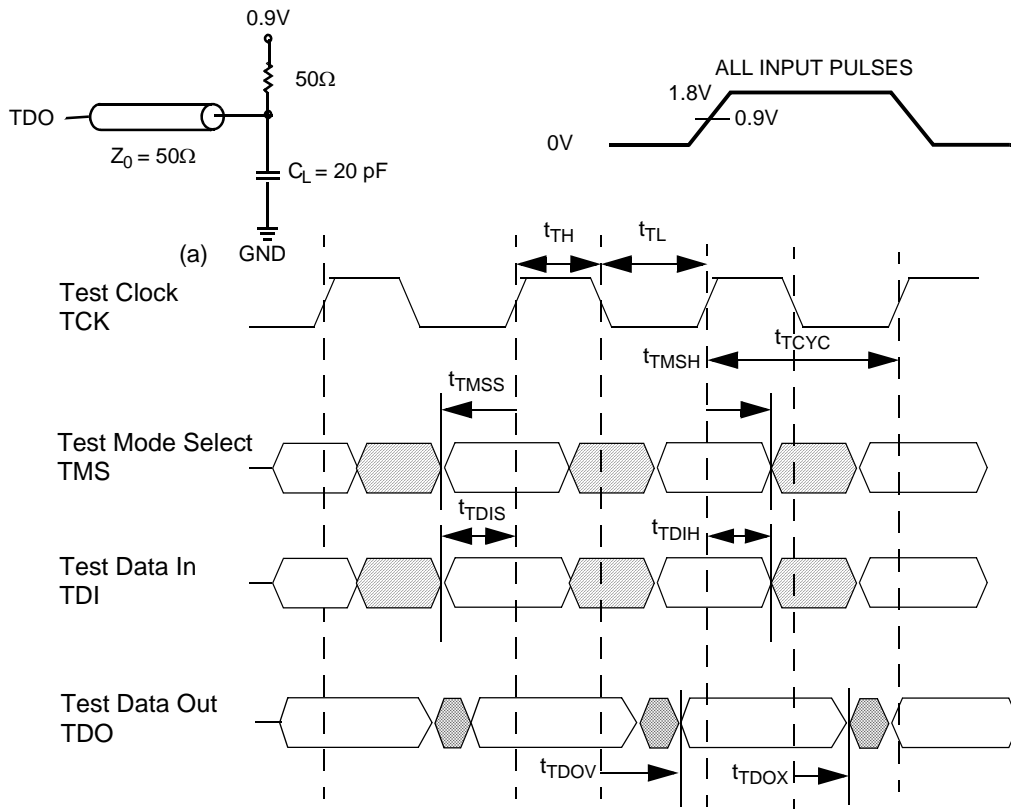 0.9V
50Ω
TDO
Z0 = 50Ω
CL = 20 pF
(a)
GND
ALL INPUT PULSES
1.8V
0.9V
0V
tTH
tTL
Test Clock
TCK
tTCYC
tTMSH
tTMSS
Test Mode Select
TMS
tTDIS
tTDIH
Test Data In
TDI
Test Data Out
TDO
tTDOV
tTDOX